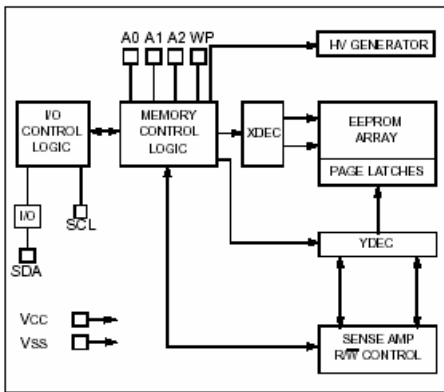 A0 A1 A2 WP
HV GENERATOR
I/O
CONTROL
LOGIC
MEMORY
CONTROL
LOGIC
XDEC
EEPROM
ARRAY
PAGE LATCHES
I/O
SCL
SDA
YDEC
VCC
VSS
SENSE AMP
R/W̅ CONTROL